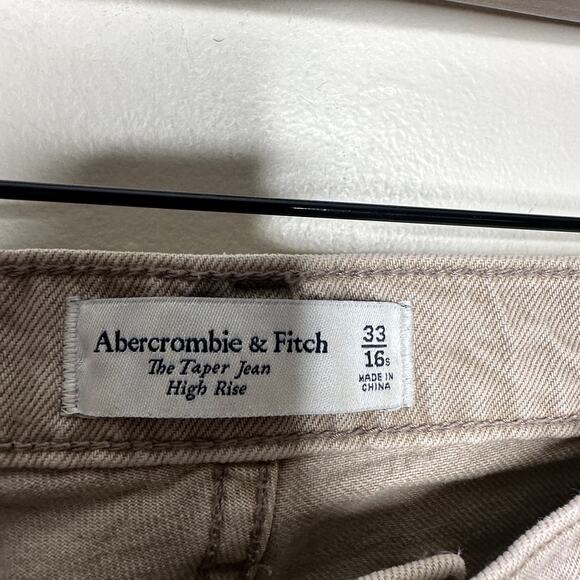 Abercrombie & Fitch
The Taper Jean
High Rise
33
16s
MADE IN
CHINA